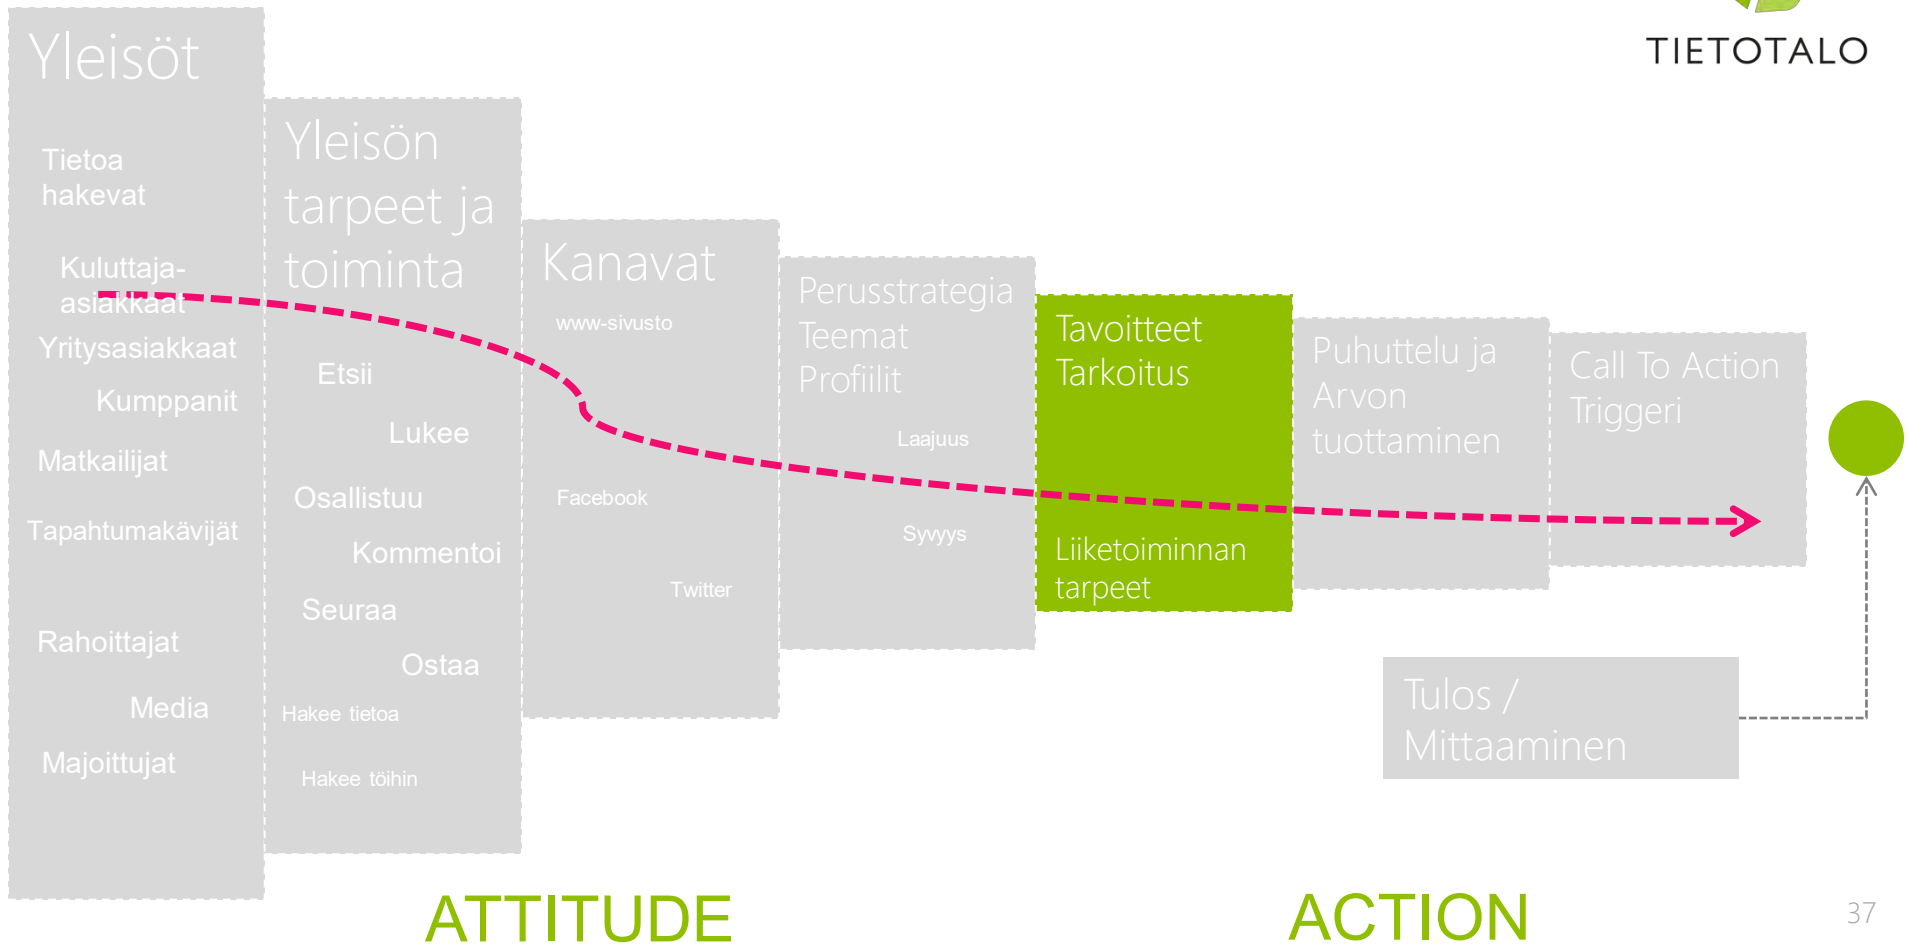 TIETOTALO
Yleisöt
Tietoa
hakevat
Kuluttaja-
asiakkaat
Yritysasiakkaat
Kumppanit
Matkailijat
Tapahtumakävijät
Rahoittajat
Media
Majoittujat
Yleisön
tarpeet ja
toiminta
Etsii
Lukee
Osallistuu
Kommentoi
Seuraa
Ostaa
Hakee tietoa
Hakee töihin
Kanavat
www-sivusto
Facebook
Twitter
Perusstrategia
Teemat
Profiilit
Laajuus
Syvyys
Tavoitteet
Tarkoitus
Liiketoiminnan
tarpeet
Puhuttelu ja
Arvon
tuottaminen
Call To Action
Triggeri
Tulos /
Mittaaminen
ATTITUDE
ACTION
37